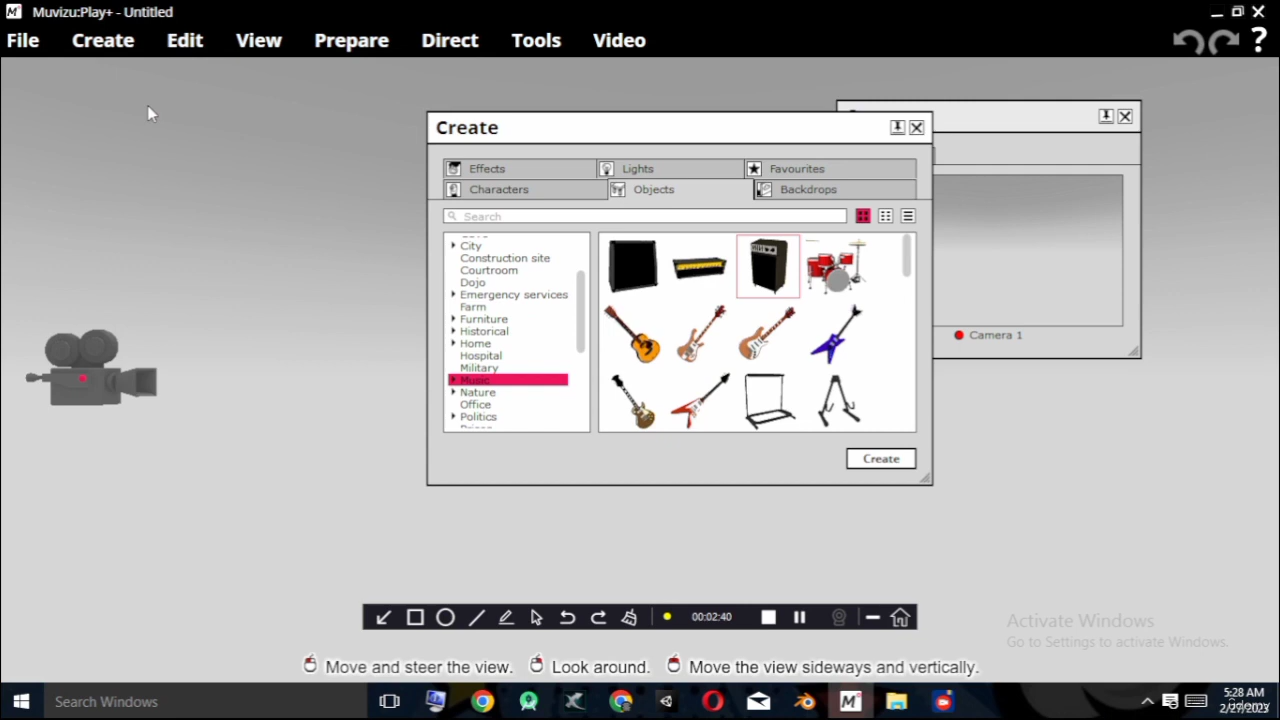 Muvizu:Play+ - Untitled
File Create Edit View Prepare Direct Tools Video ?
Create
Effects Lights Favourites
Characters Objects Backdrops
Search
City
Construction site
Courtroom
Dojo
Emergency services
Farm
Furniture
Historical
Home
Hospital
Military
Music
Nature
Office
Politics
Camera 1
Create
00:02:40
Activate Windows
Go to Settings to activate Windows.
Move and steer the view. Look around. Move the view sideways and vertically.
Search Windows
5:28 AM
2/27/2023